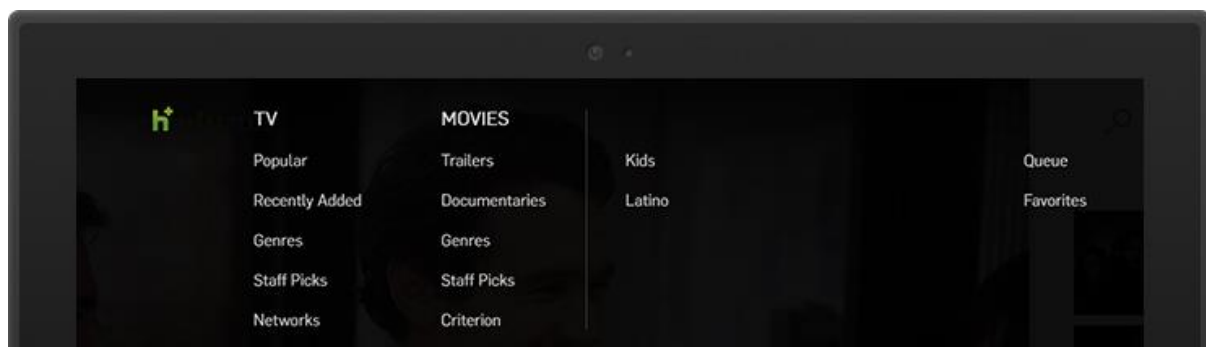 h+
TV
Popular
Recently Added
Genres
Staff Picks
Networks
MOVIES
Trailers
Documentaries
Genres
Staff Picks
Criterion
Kids
Latino
Queue
Favorites